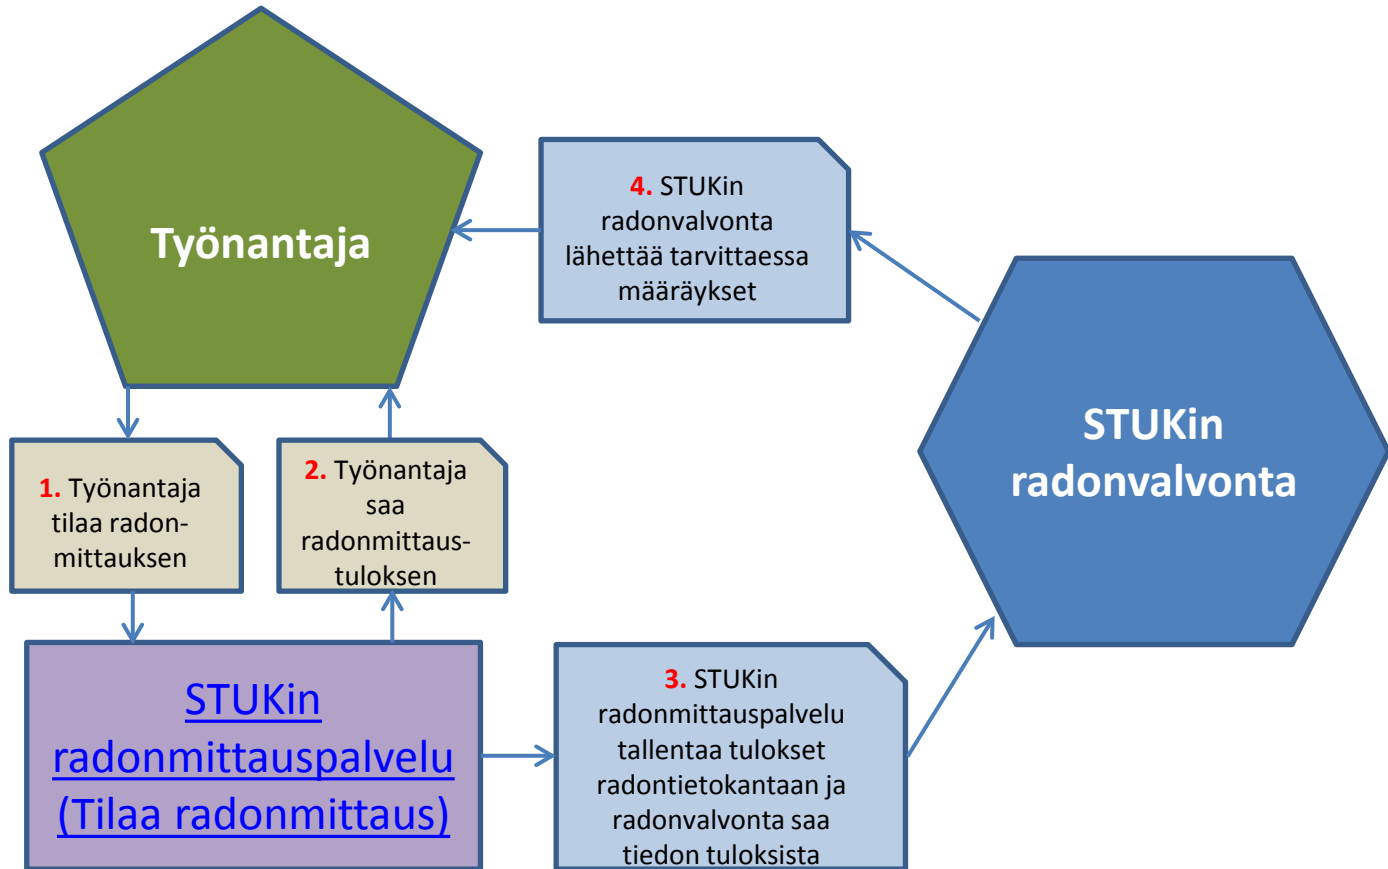 Työnantaja
4. STUKin
radonvalvonta
lähettää tarvittaessa
määräykset
STUKin
radonvalvonta
1. Työnantaja
tilaa radon-
mittauksen
2. Työnantaja
saa
radonmittaus-
tuloksen
STUKin
radonmittauspalvelu
(Tilaa radonmittaus)
3. STUKin
radonmittauspalvelu
tallentaa tulokset
radontietokantaan ja
radonvalvonta saa
tiedon tuloksista